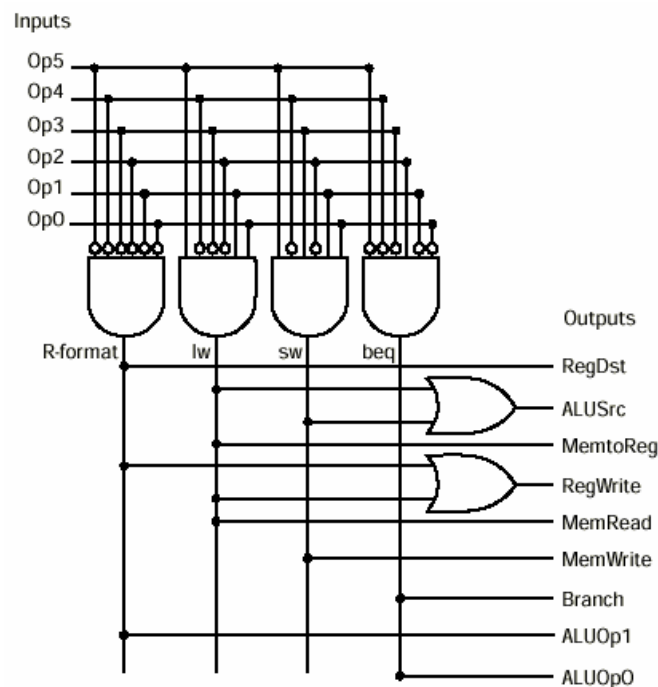 Inputs
Op5
Op4
Op3
Op2
Op1
Op0
R-format
lw
sw
beq
Outputs
RegDst
ALUSrc
MemtoReg
RegWrite
MemRead
MemWrite
Branch
ALUOp1
ALUOpO